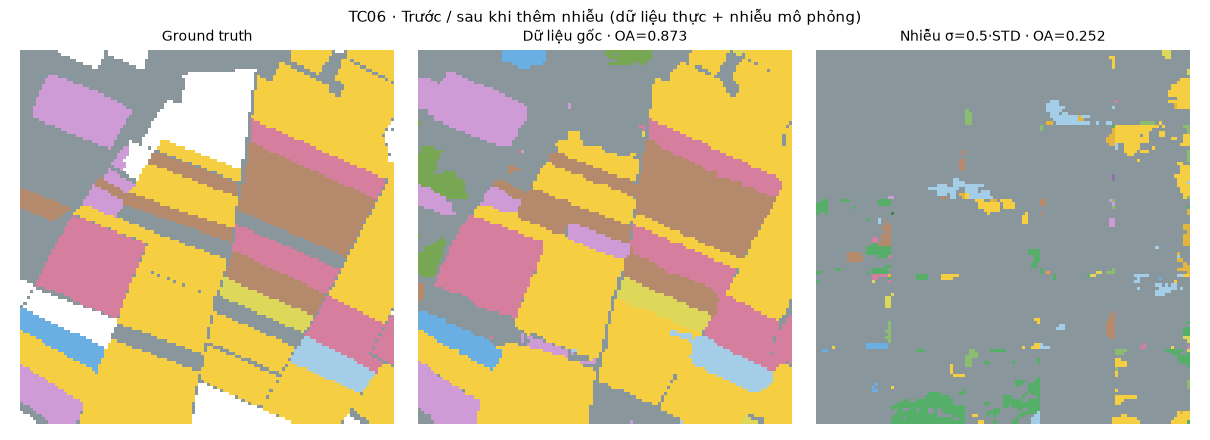 TC06 · Trước / sau khi thêm nhiễu (dữ liệu thực + nhiễu mô phỏng)
Ground truth
Dữ liệu gốc · OA=0.873
Nhiễu σ=0.5·STD · OA=0.252